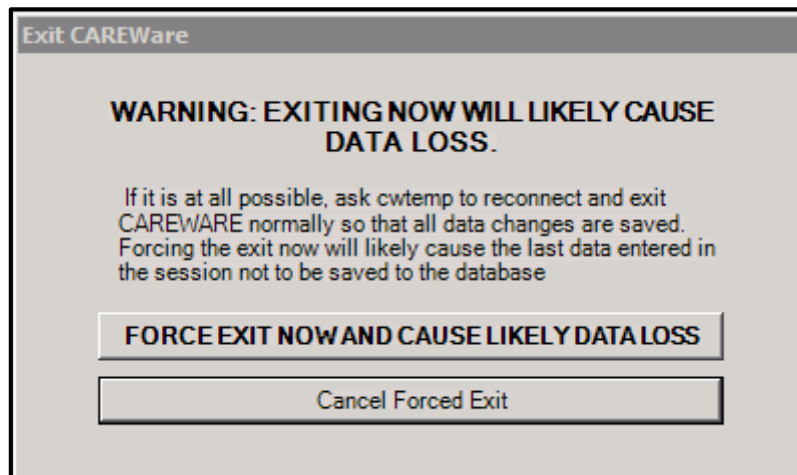 Exit CAREWare
WARNING: EXITING NOW WILL LIKELY CAUSE
DATA LOSS.
If it is at all possible, ask cwtemp to reconnect and exit
CAREWARE normally so that all data changes are saved.
Forcing the exit now will likely cause the last data entered in
the session not to be saved to the database
FORCE EXIT NOW AND CAUSE LIKELY DATA LOSS
Cancel Forced Exit